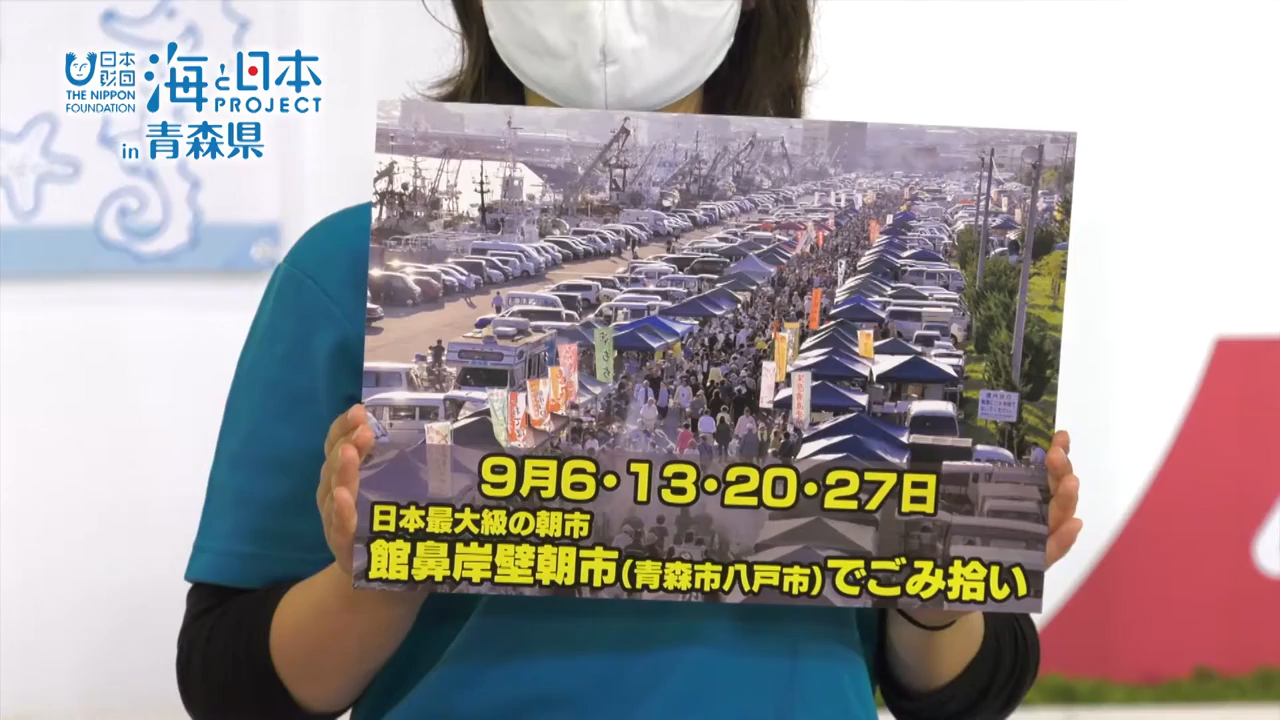 日本
財団
THE NIPPON
FOUNDATION
海と日本
PROJECT
in 青森県
9月6・13・20・27日
日本最大級の朝市
館鼻岸壁朝市(青森市八戸市)でごみ拾い